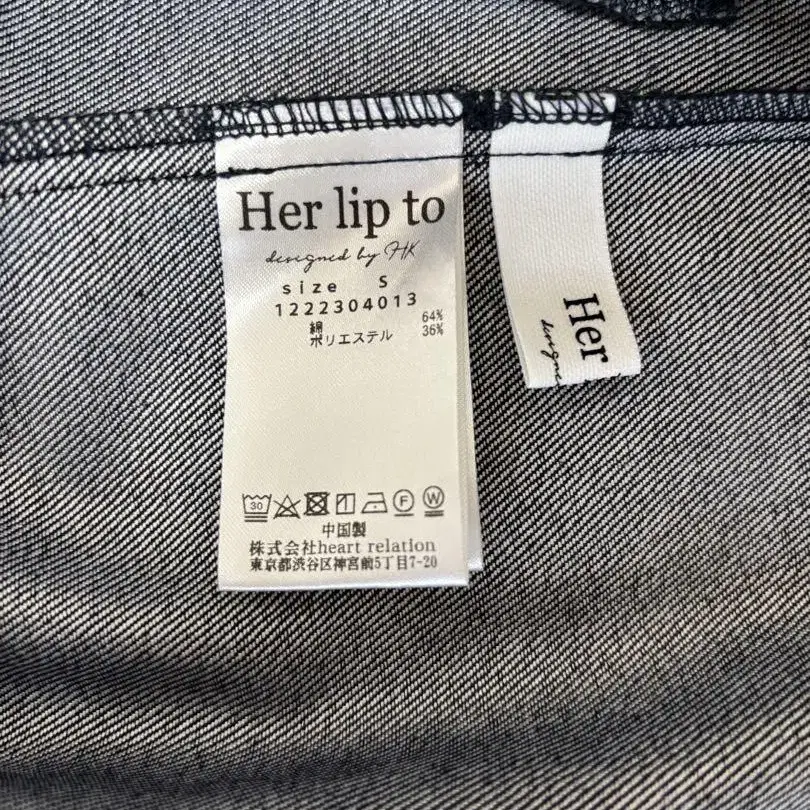 Her lip to
designed by HK
size S
1222304013
綿 64%
ポリエステル 36%
30
F
W
中国製
株式会社heart relation
東京都渋谷区神宮前5丁目7-20
Her